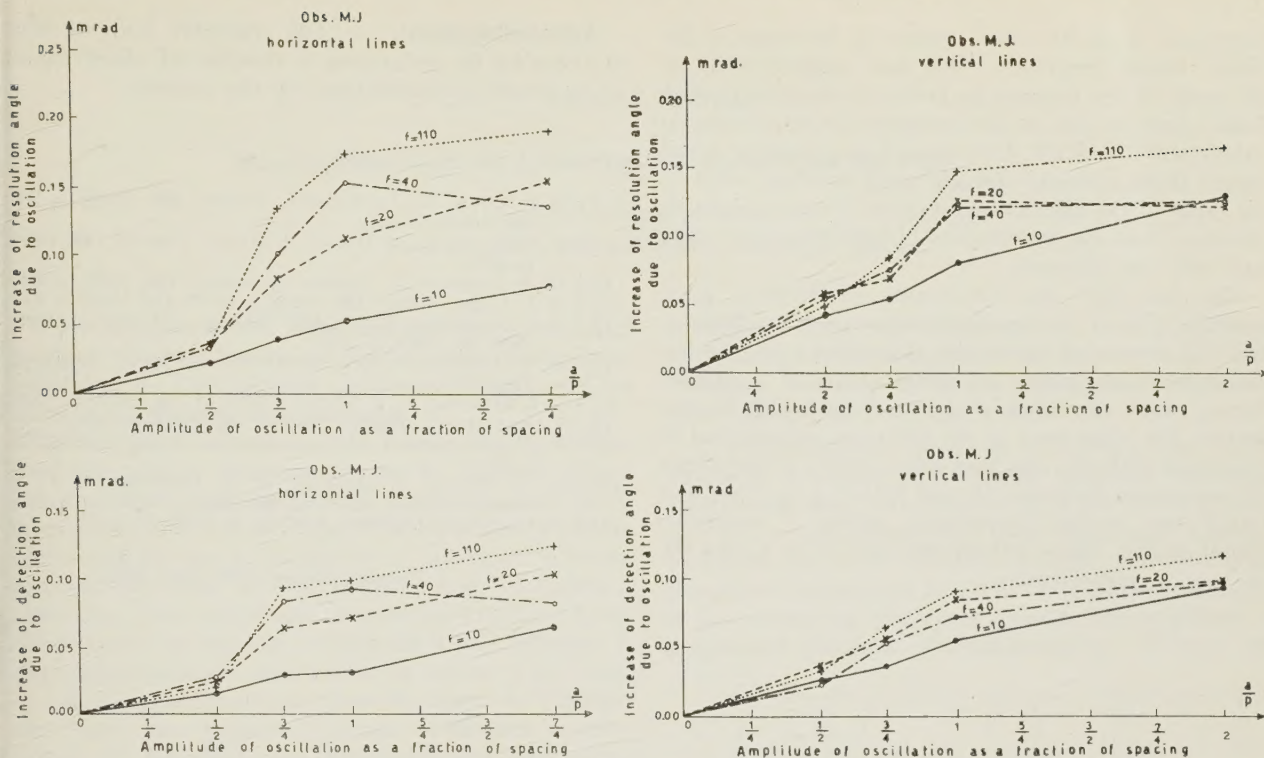 Obs. M.J
horizontal lines
m rad
0.25
0.20
0.15
0.10
0.05
0.00
Increase of resolution angle
due to oscillation
f=110
f=40
f=20
f=10
a/p
0 1/4 1/2 3/4 1 5/4 3/2 7/4
Amplitude of oscillation as a fraction of spacing
Obs. M.J.
vertical lines
m rad.
0,20
0.15
0.10
0.05
0.00
Increase of resolution angle
due to oscillation
f=110
f=20
f=40
f=10
a/p
0 1/4 1/2 3/4 1 5/4 3/2 7/4 2
Amplitude of oscillation as a fraction of spacing
Obs. M.J.
horizontal lines
m rad.
0.15
0.10
0.05
0.00
Increase of detection angle
due to oscillation
f=110
f=40
f=20
f=10
a/p
0 1/4 1/2 3/4 1 5/4 3/2 7/4
Amplitude of oscillation as a fraction of spacing
Obs. M.J
vertical lines
m rad
0.15
0.10
0.05
0.00
Increase of detection angle
due to oscillation
f=110
f=20
f=40
f=10
a/p
0 1/4 1/2 3/4 1 5/4 3/2 7/4 2
Amplitude of oscillation as a fraction of spacing